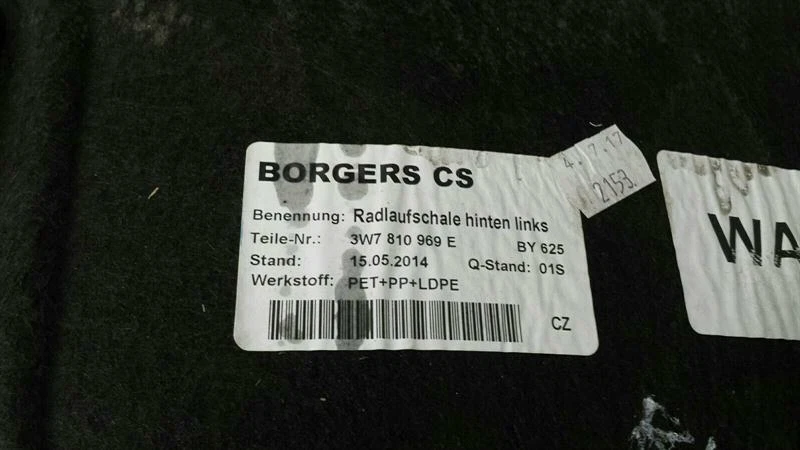 BORGERS CS
Benennung: Radlaufschale hinten links
Teile-Nr.: 3W7 810 969 E BY 625
Stand: 15.05.2014 Q-Stand: 01S
Werkstoff: PET+PP+LDPE
CZ
4.7.17
2153
WA